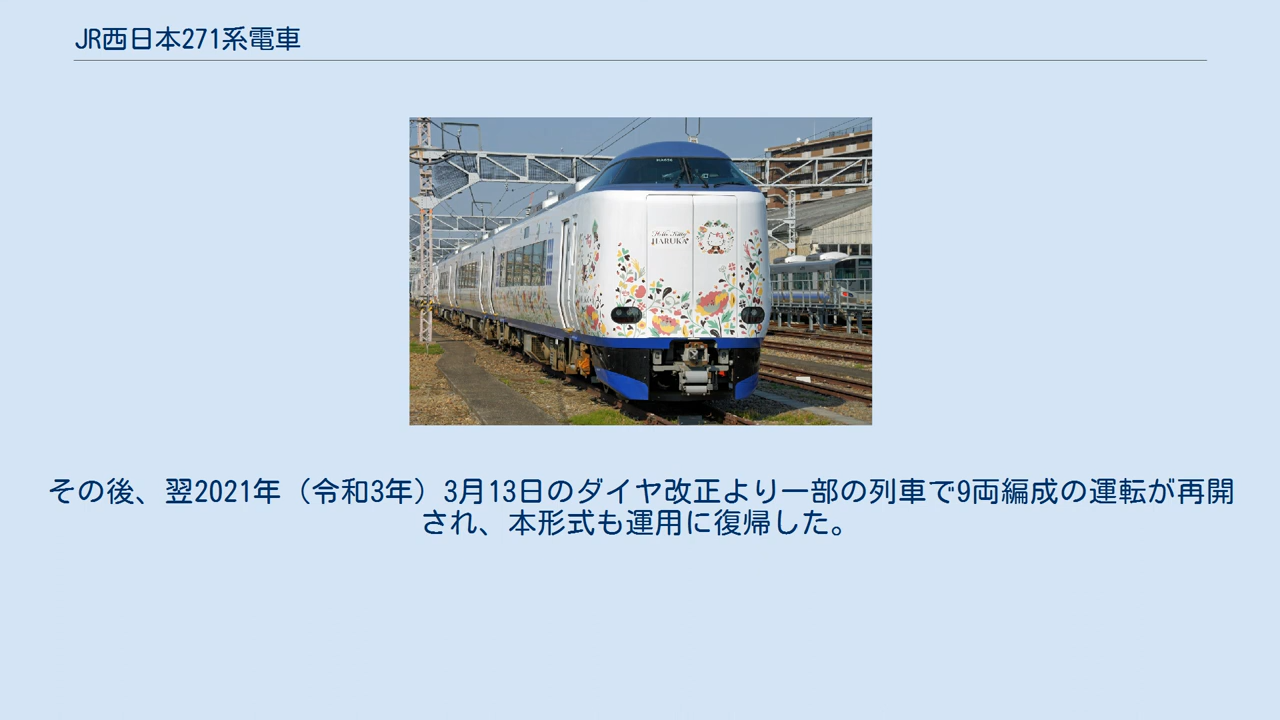 JR西日本271系電車
Hello Kitty
HARUKA
その後、翌2021年（令和3年）3月13日のダイヤ改正より一部の列車で9両編成の運転が再開
され、本形式も運用に復帰した。